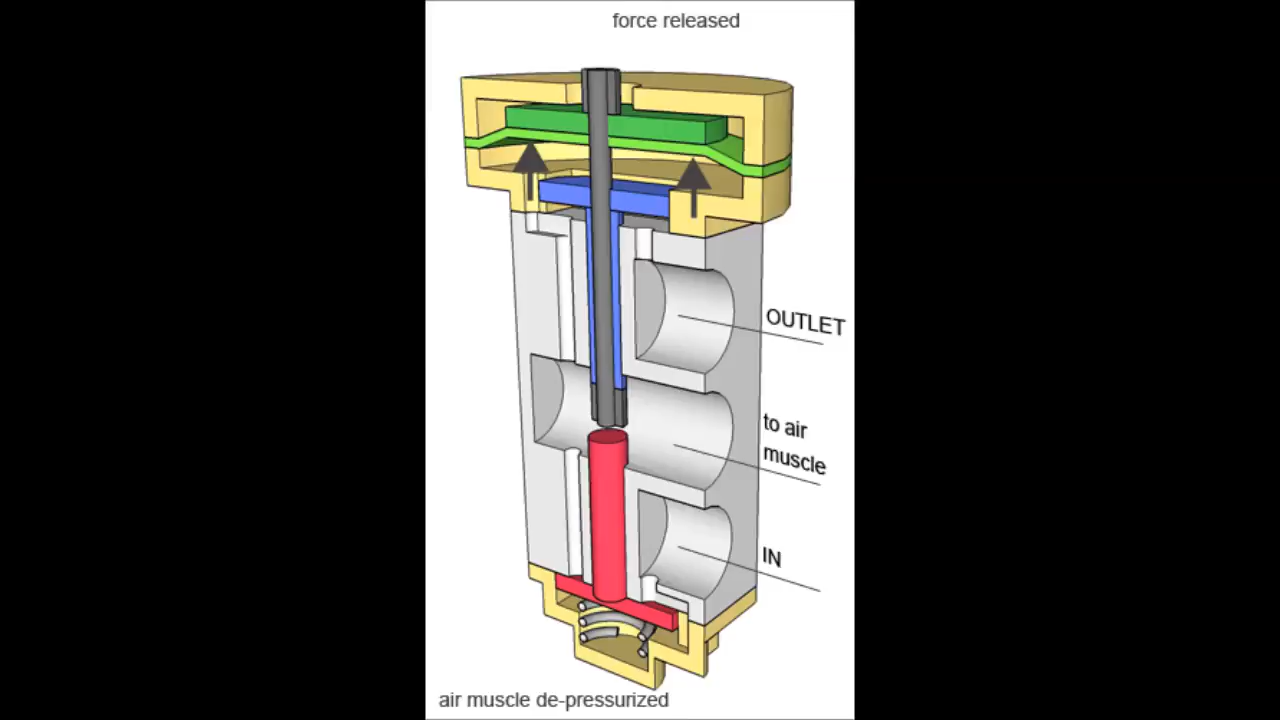 force released
OUTLET
to air
muscle
IN
air muscle de-pressurized